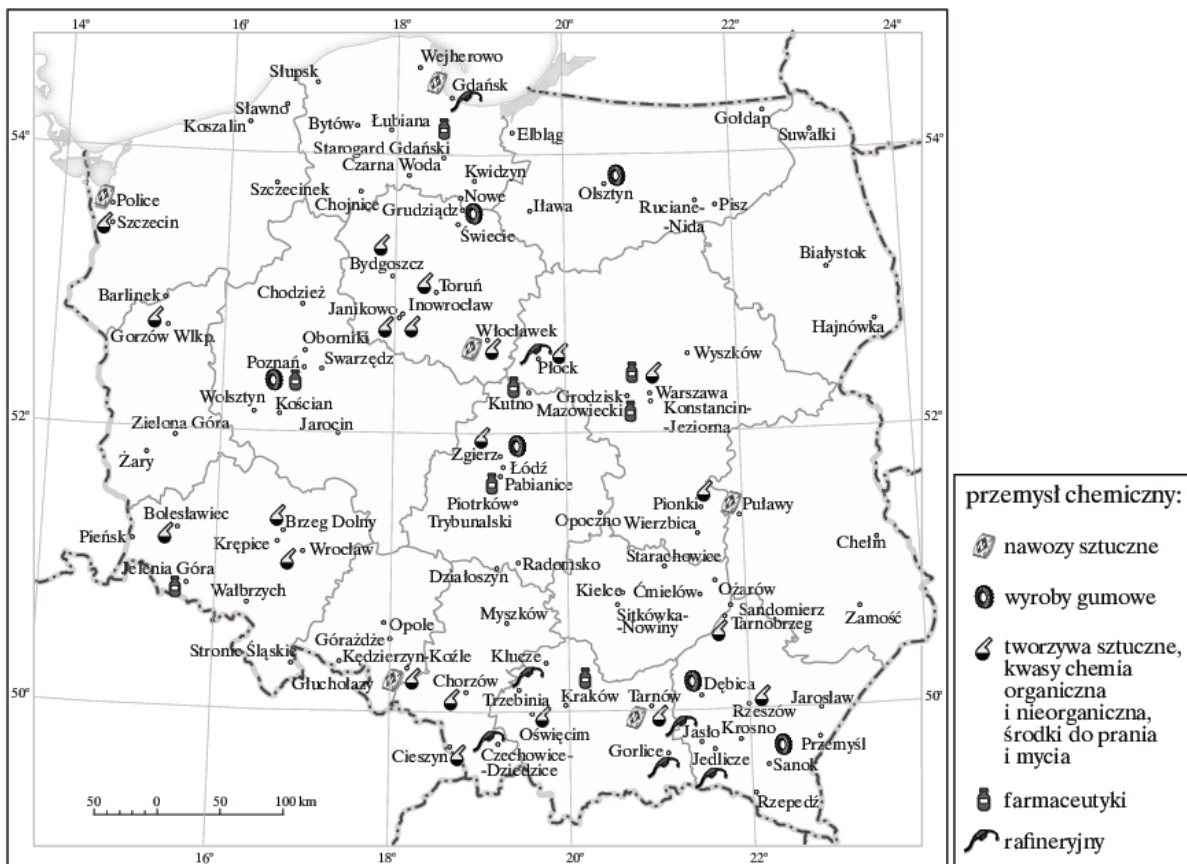 14° 16° 18° 20° 22° 24°
Wejherowo
Słupsk
Gdańsk
Sławno
Koszalin
Bytów
Łubiana
Gołdap
Suwałki
54°
54°
Elbląg
Starogard Gdański
Czarna Woda
Kwidzyn
Szczecinek
Olsztyn
Police
Chojnice
Nowe
Grudziądz
Iława
Ruciane-
-Nida
Pisz
Szczecin
Świecie
Białystok
Bydgoszcz
Barlinek
Chodzież
Toruń
Janikowo
Inowrocław
Hajnówka
Gorzów Wlkp.
Oborniki
Włocławek
Wyszków
Poznań
Swarzędz
Płock
Wolsztyn
Kościan
Kutno
Grodzisk
Mazowiecki
Warszawa
Konstancin-
-Jeziorna
52°
52°
Zielona Góra
Jarocin
Zgierz
Żary
Łódź
Pabianice
Piotrków
Trybunalski
Pionki
Puławy
Bolesławiec
Brzeg Dolny
Opoczno
Wierzbica
Pieńsk
Krępice
Wrocław
Chełm
Starachowice
Jelenia Góra
Działoszyn
Radomsko
Wałbrzych
Kielce
Ćmielów
Ożarów
Myszków
Sitkówka-
-Nowiny
Sandomierz
Tarnobrzeg
Zamość
Opole
Górażdże
Stronie Śląskie
Kędzierzyn-Koźle
Klucze
Głuchołazy
Chorzów
50°
50°
Trzebinia
Kraków
Tarnów
Dębica
Rzeszów
Jarosław
Oświęcim
Jasło
Krosno
Przemyśl
Cieszyn
Czechowice-
-Dziedzice
Gorlice
Jedlicze
Sanok
Rzepedź
50 0 50 100 km
16° 18° 20° 22°
przemysł chemiczny:
nawozy sztuczne
wyroby gumowe
tworzywa sztuczne,
kwasy chemia
organiczna
i nieorganiczna,
środki do prania
i mycia
farmaceutyki
rafineryjny